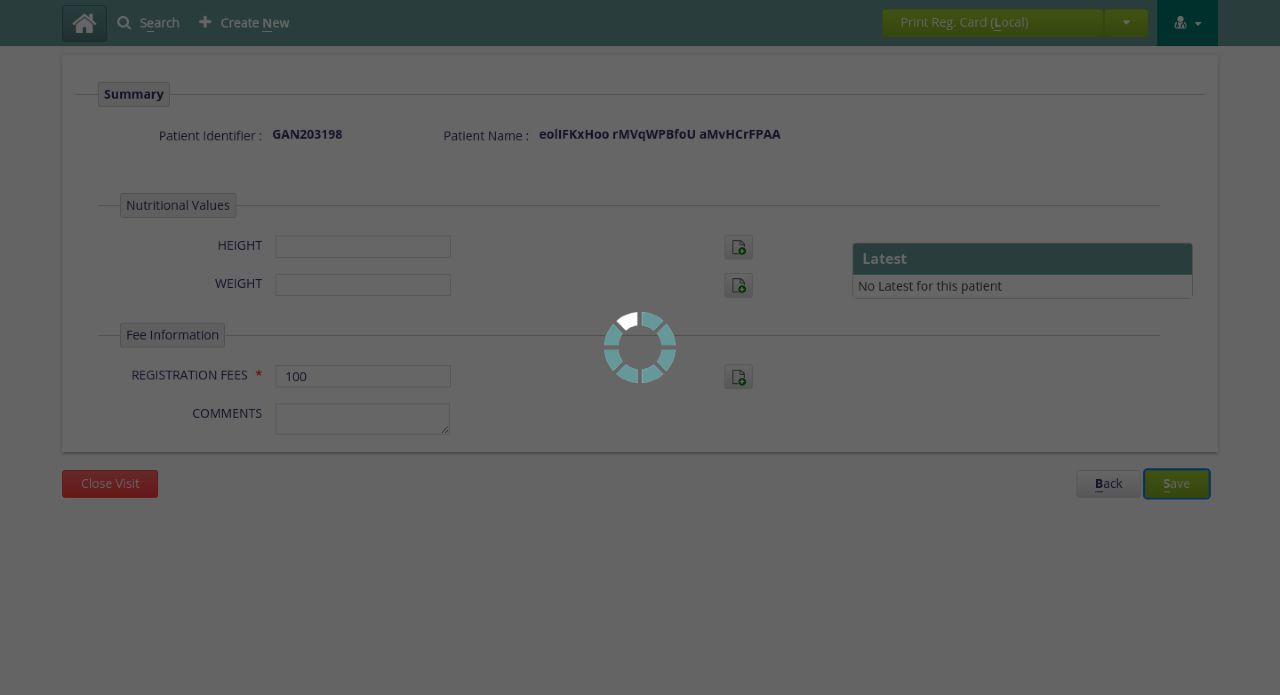 Search Create New Print Reg. Card (Local)
Summary
Patient Identifier : GAN203198 Patient Name : eolIFKxHoo rMVqWPBfoU aMvHCrFPAA
Nutritional Values
HEIGHT
Latest
WEIGHT No Latest for this patient
Fee Information
REGISTRATION FEES * 100
COMMENTS
Close Visit Back Save